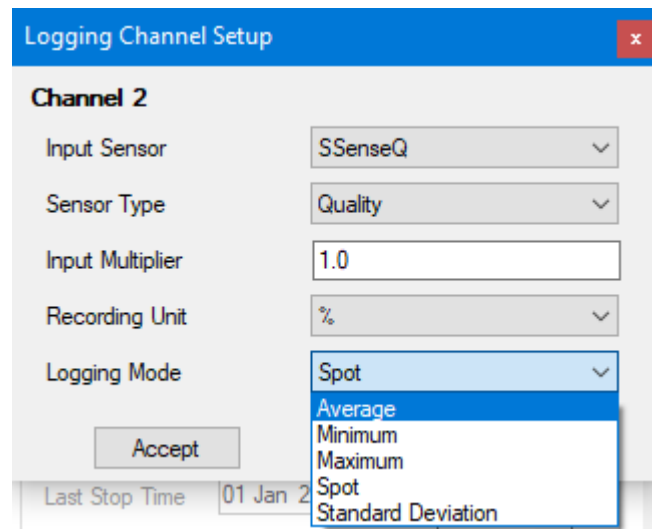 Logging Channel Setup x
Channel 2
Input Sensor SSenseQ
Sensor Type Quality
Input Multiplier 1.0
Recording Unit %
Logging Mode Spot
Average
Minimum
Accept
Maximum
Spot
Last Stop Time 01 Jan 2
Standard Deviation